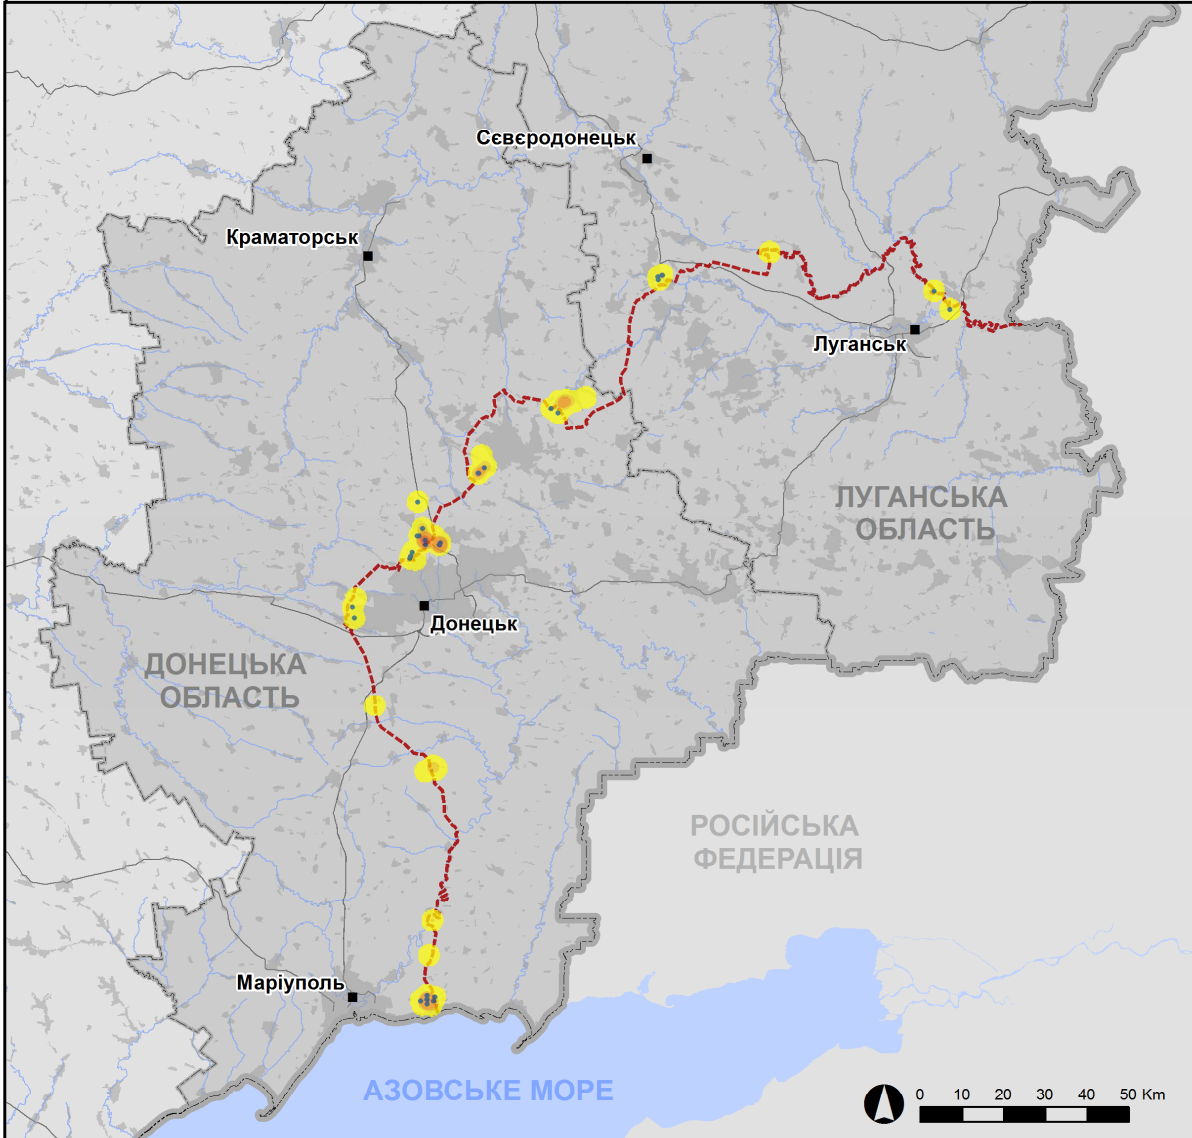 Сєвєродонецьк
Краматорськ
Луганськ
ЛУГАНСЬКА
ОБЛАСТЬ
Донецьк
ДОНЕЦЬКА
ОБЛАСТЬ
РОСІЙСЬКА
ФЕДЕРАЦІЯ
Маріуполь
АЗОВСЬКЕ МОРЕ
0 10 20 30 40 50 Km